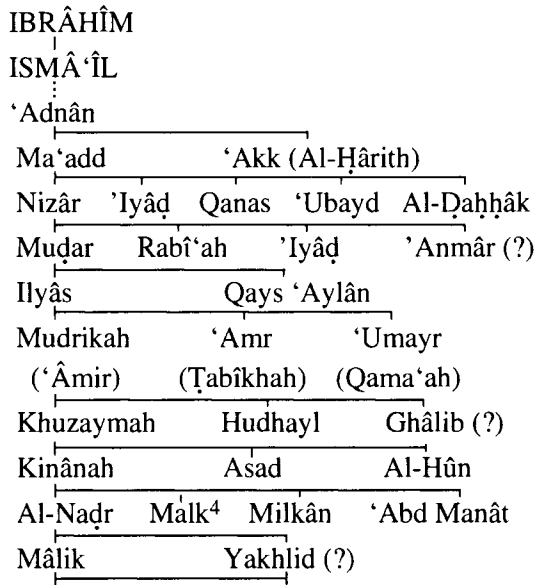 IBRÂHÎM
ISMÂ‘ÎL
‘Adnân
Ma‘add ‘Akk (Al-Ḥârith)
Nizâr ’Iyâḍ Qanas ‘Ubayd Al-Ḍaḥḥâk
Muḍar Rabî‘ah ’Iyâḍ ’Anmâr (?)
Ilyâs Qays ‘Aylân
Mudrikah ‘Amr ‘Umayr
(‘Âmir) (Ṭabîkhah) (Qama‘ah)
Khuzaymah Hudhayl Ghâlib (?)
Kinânah Asad Al-Hûn
Al-Naḍr Mâlk⁴ Milkân ‘Abd Manât
Mâlik Yakhlid (?)